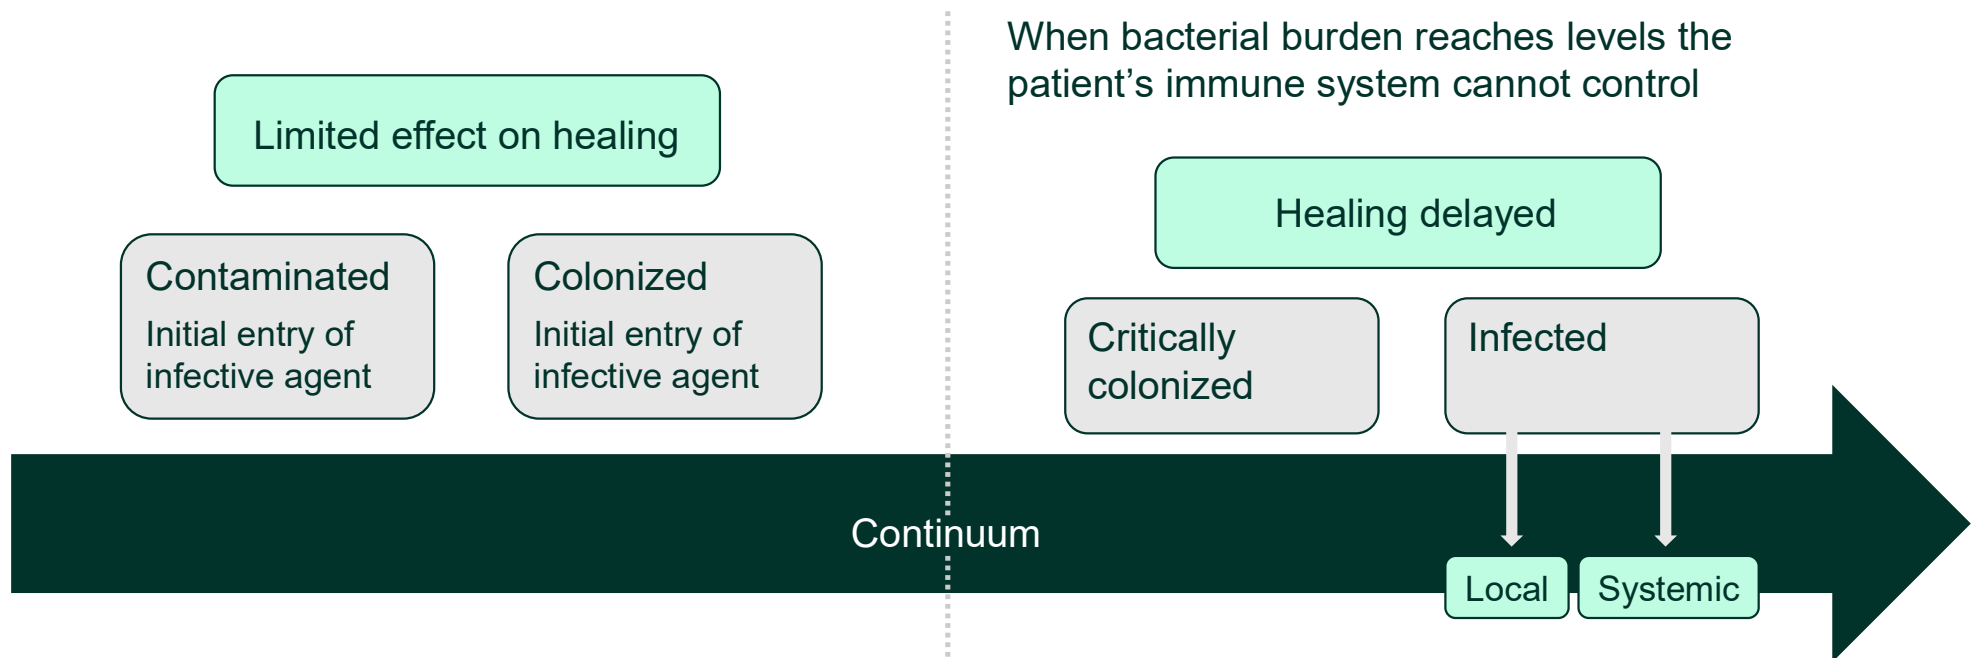 Limited effect on healing
Contaminated
Initial entry of
infective agent
Colonized
Initial entry of
infective agent
When bacterial burden reaches levels the
patient’s immune system cannot control
Healing delayed
Critically
colonized
Infected
Continuum
Local
Systemic